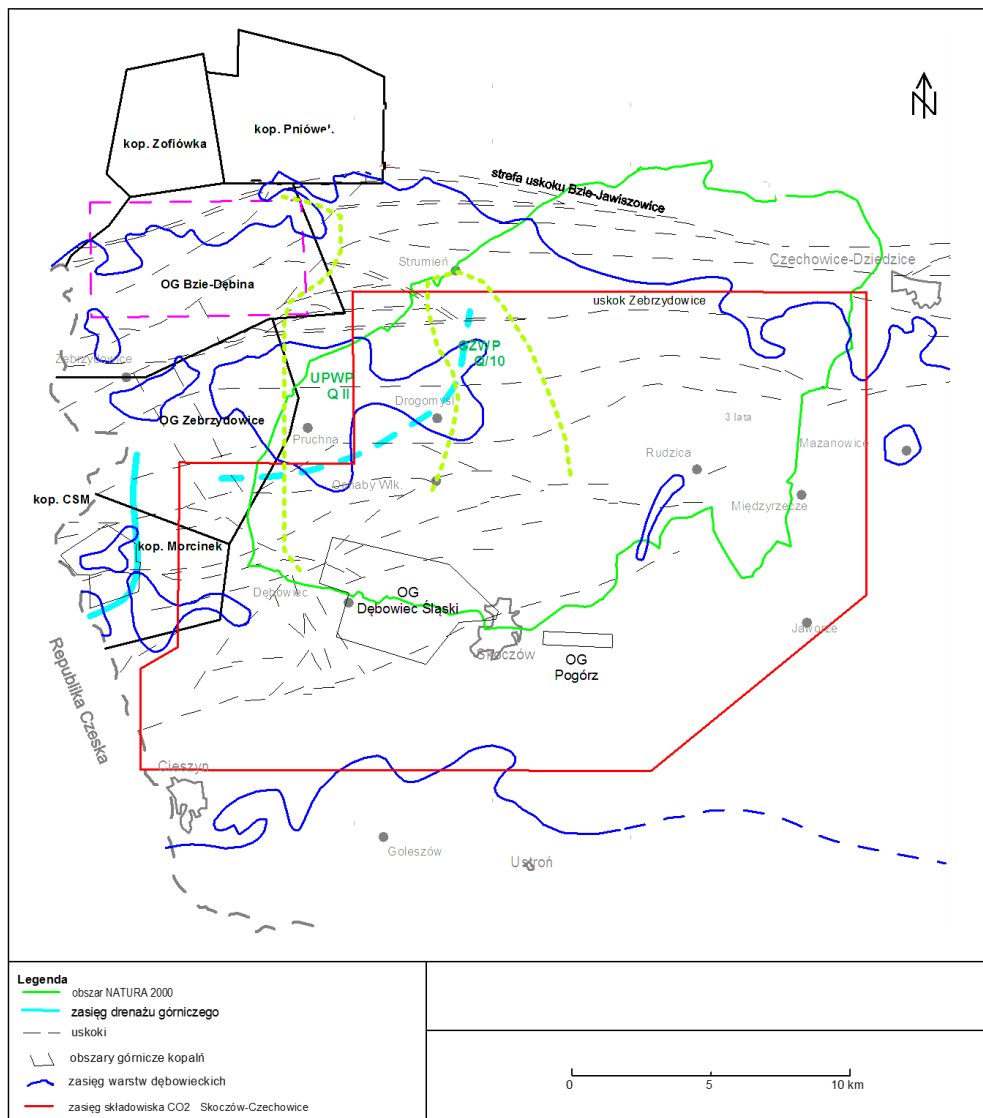 N
kop. Zofiówka
kop. Pniówe'.
strefa uskoku Bzie-Jawiszowice
Strumień
Czechowice-Dziedzice
OG Bzie-Dębina
uskok Zebrzydowice
Zebrzydowice
UPWP
Q II
GZWP
Q/10
Drogomyśl
OG Zebrzydowice
Pruchna
3 lata
Mazanowice
Rudzica
Ochaby Wlk.
kop. CSM
Międzyrzecze
kop. Morcinek
Dębowiec
OG
Dębowiec Śląski
Jaworze
Skoczów
OG
Pogórz
Republika Czeska
Cieszyn
Goleszów
Ustroń
Legenda
obszar NATURA 2000
zasięg drenażu górniczego
uskoki
obszary górnicze kopalń
zasięg warstw dębowieckich
zasięg składowiska CO2 Skoczów-Czechowice
0 5 10 km